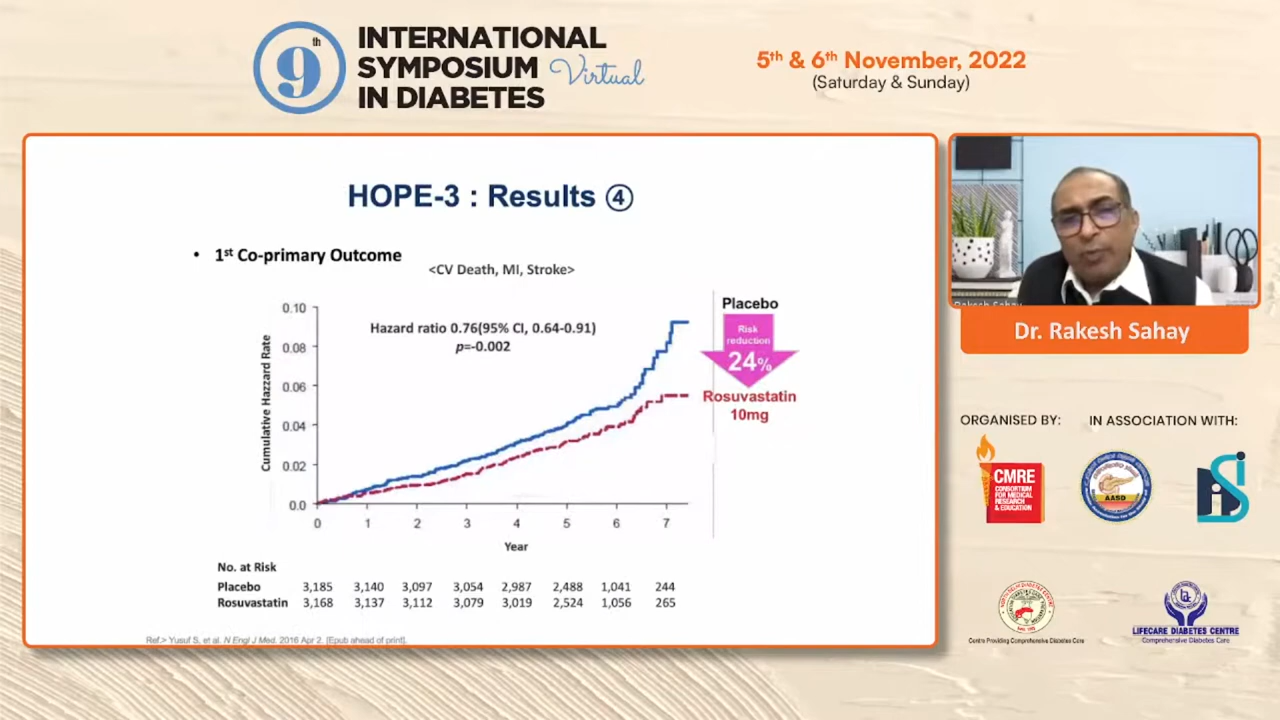 9th
INTERNATIONAL
SYMPOSIUM Virtual
IN DIABETES
5th & 6th November, 2022
(Saturday & Sunday)
HOPE-3 : Results ④
• 1st Co-primary Outcome
<CV Death, MI, Stroke>
Hazard ratio 0.76(95% CI, 0.64-0.91)
p=-0.002
Cumulative Hazzard Rate
0.10
0.08
0.06
0.04
0.02
0.0
0 1 2 3 4 5 6 7
Year
Placebo
Risk
reduction
24%
Rosuvastatin
10mg
No. at Risk
Placebo 3,185 3,140 3,097 3,054 2,987 2,488 1,041 244
Rosuvastatin 3,168 3,137 3,112 3,079 3,019 2,524 1,056 265
Ref.> Yusuf S, et al. N Engl J Med. 2016 Apr 2. [Epub ahead of print].
Rakesh Sahay
Dr. Rakesh Sahay
ORGANISED BY:
IN ASSOCIATION WITH:
CMRE
CONSORTIUM
FOR MEDICAL
RESEARCH
& EDUCATION
AASD
Centre Providing Comprehensive Diabetes Care
LIFECARE DIABETES CENTRE
Comprehensive Diabetes Care